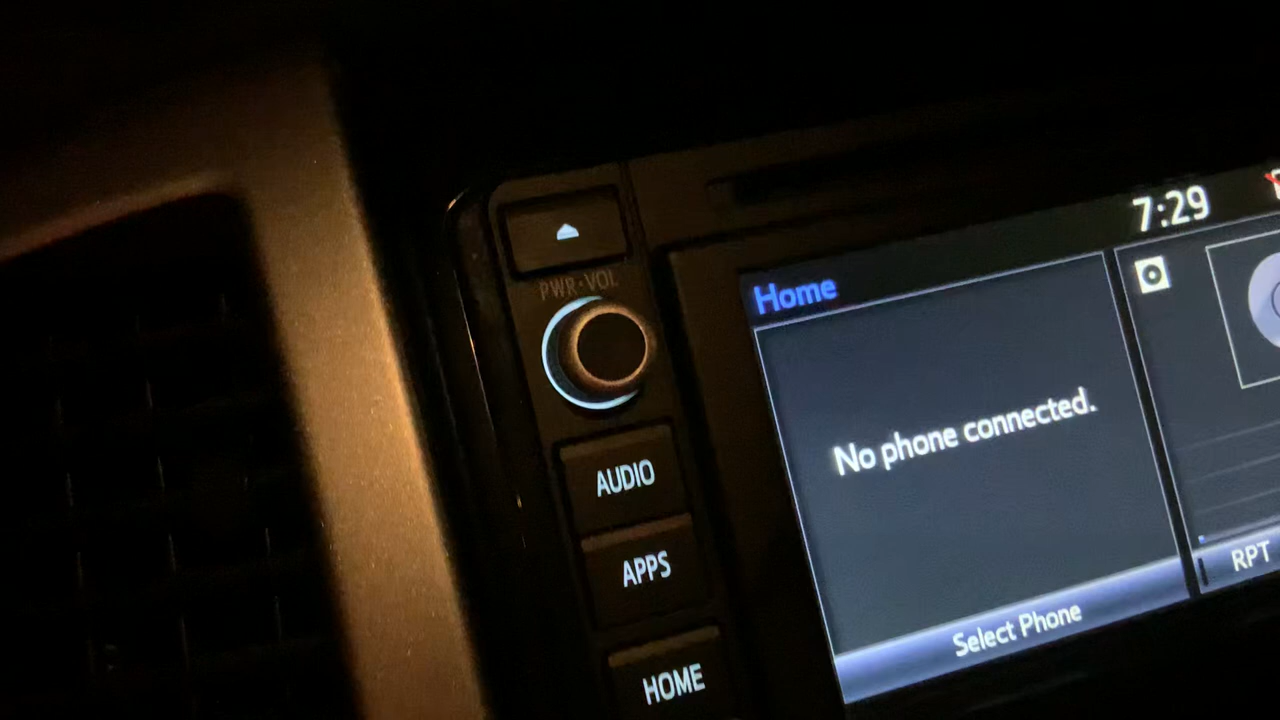 7:29
Home
PWR·VOL
No phone connected.
AUDIO
APPS
HOME
Select Phone
RPT